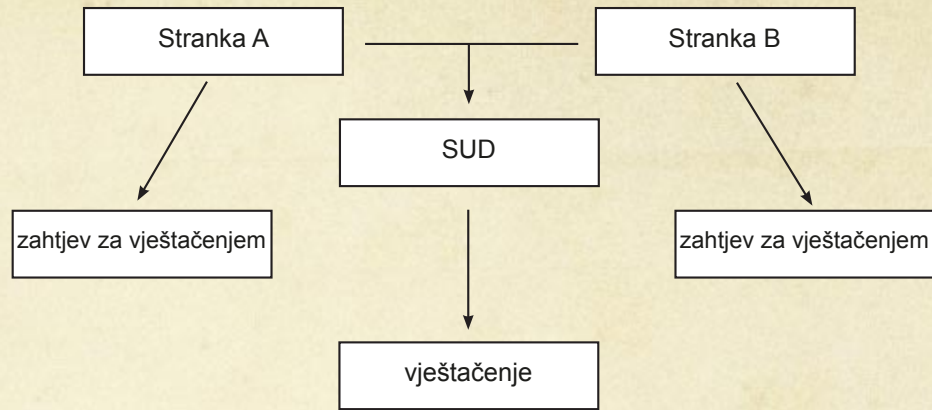 Stranka A
Stranka B
SUD
zahtjev za vještačenjem
zahtjev za vještačenjem
vještačenje